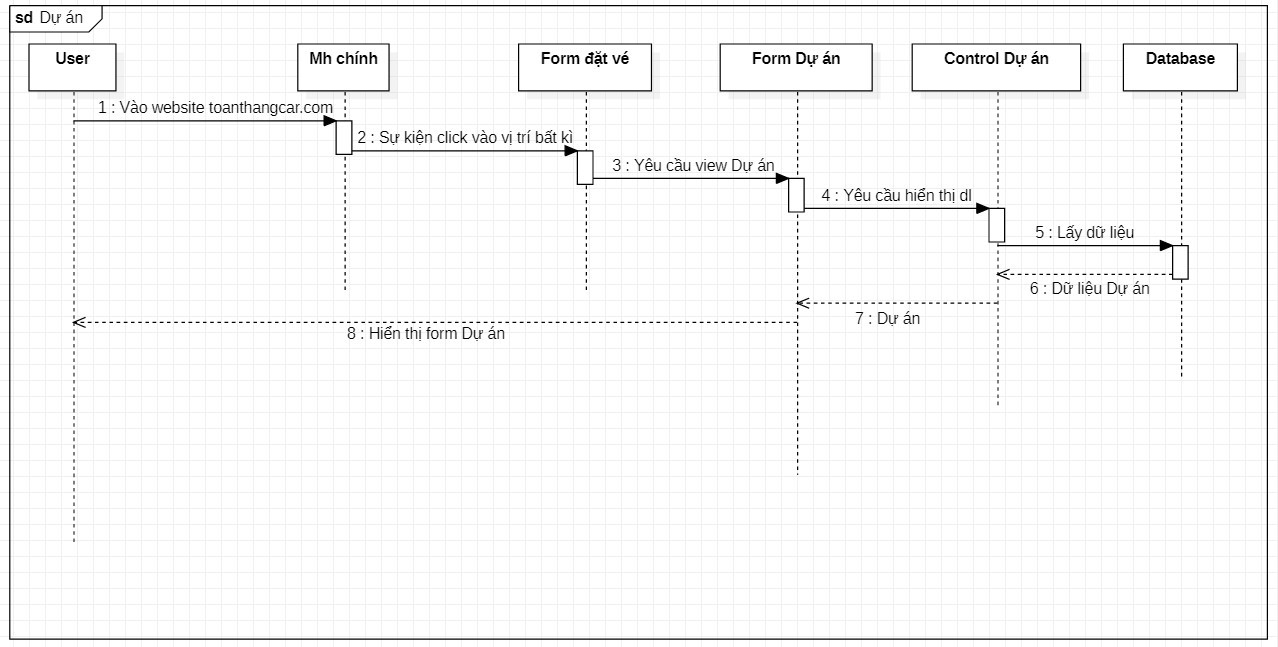 sd Dự án
User
Mh chính
Form đặt vé
Form Dự án
Control Dự án
Database
1 : Vào website toanthangcar.com
2 : Sự kiện click vào vị trí bất kì
3 : Yêu cầu view Dự án
4 : Yêu cầu hiển thị dl
5 : Lấy dữ liệu
6 : Dữ liệu Dự án
7 : Dự án
8 : Hiển thị form Dự án